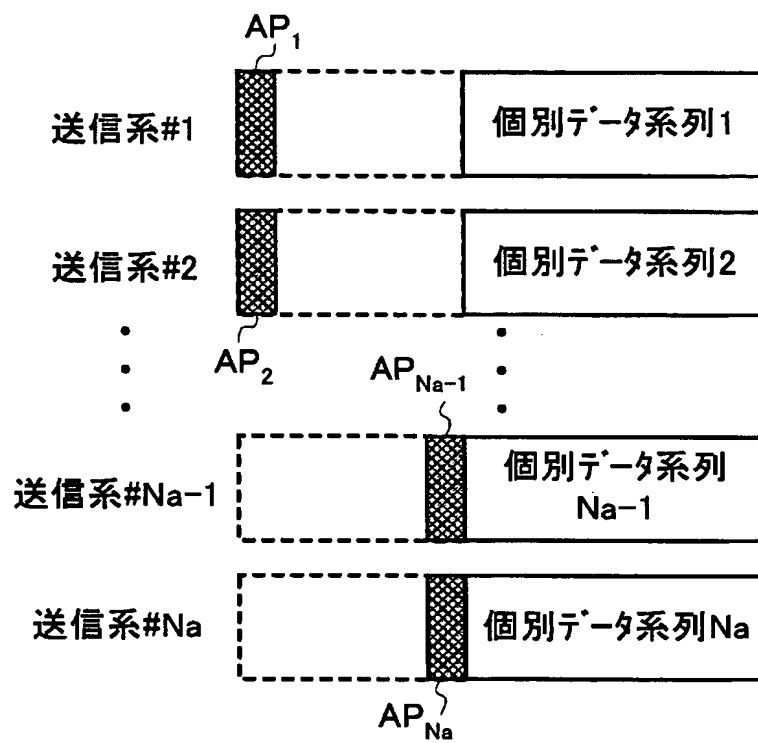 AP1
送信系#1
個別データ系列1
送信系#2
個別データ系列2
AP2
APNa-1
送信系#Na-1
個別データ系列
Na-1
送信系#Na
個別データ系列Na
APNa